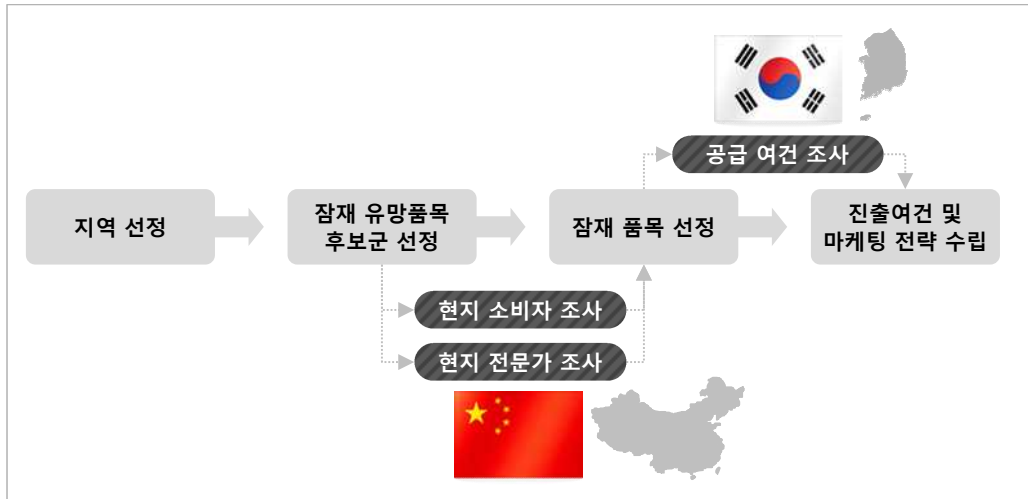 공급 여건 조사
지역 선정
잠재 유망품목
후보군 선정
잠재 품목 선정
진출여건 및
마케팅 전략 수립
현지 소비자 조사
현지 전문가 조사